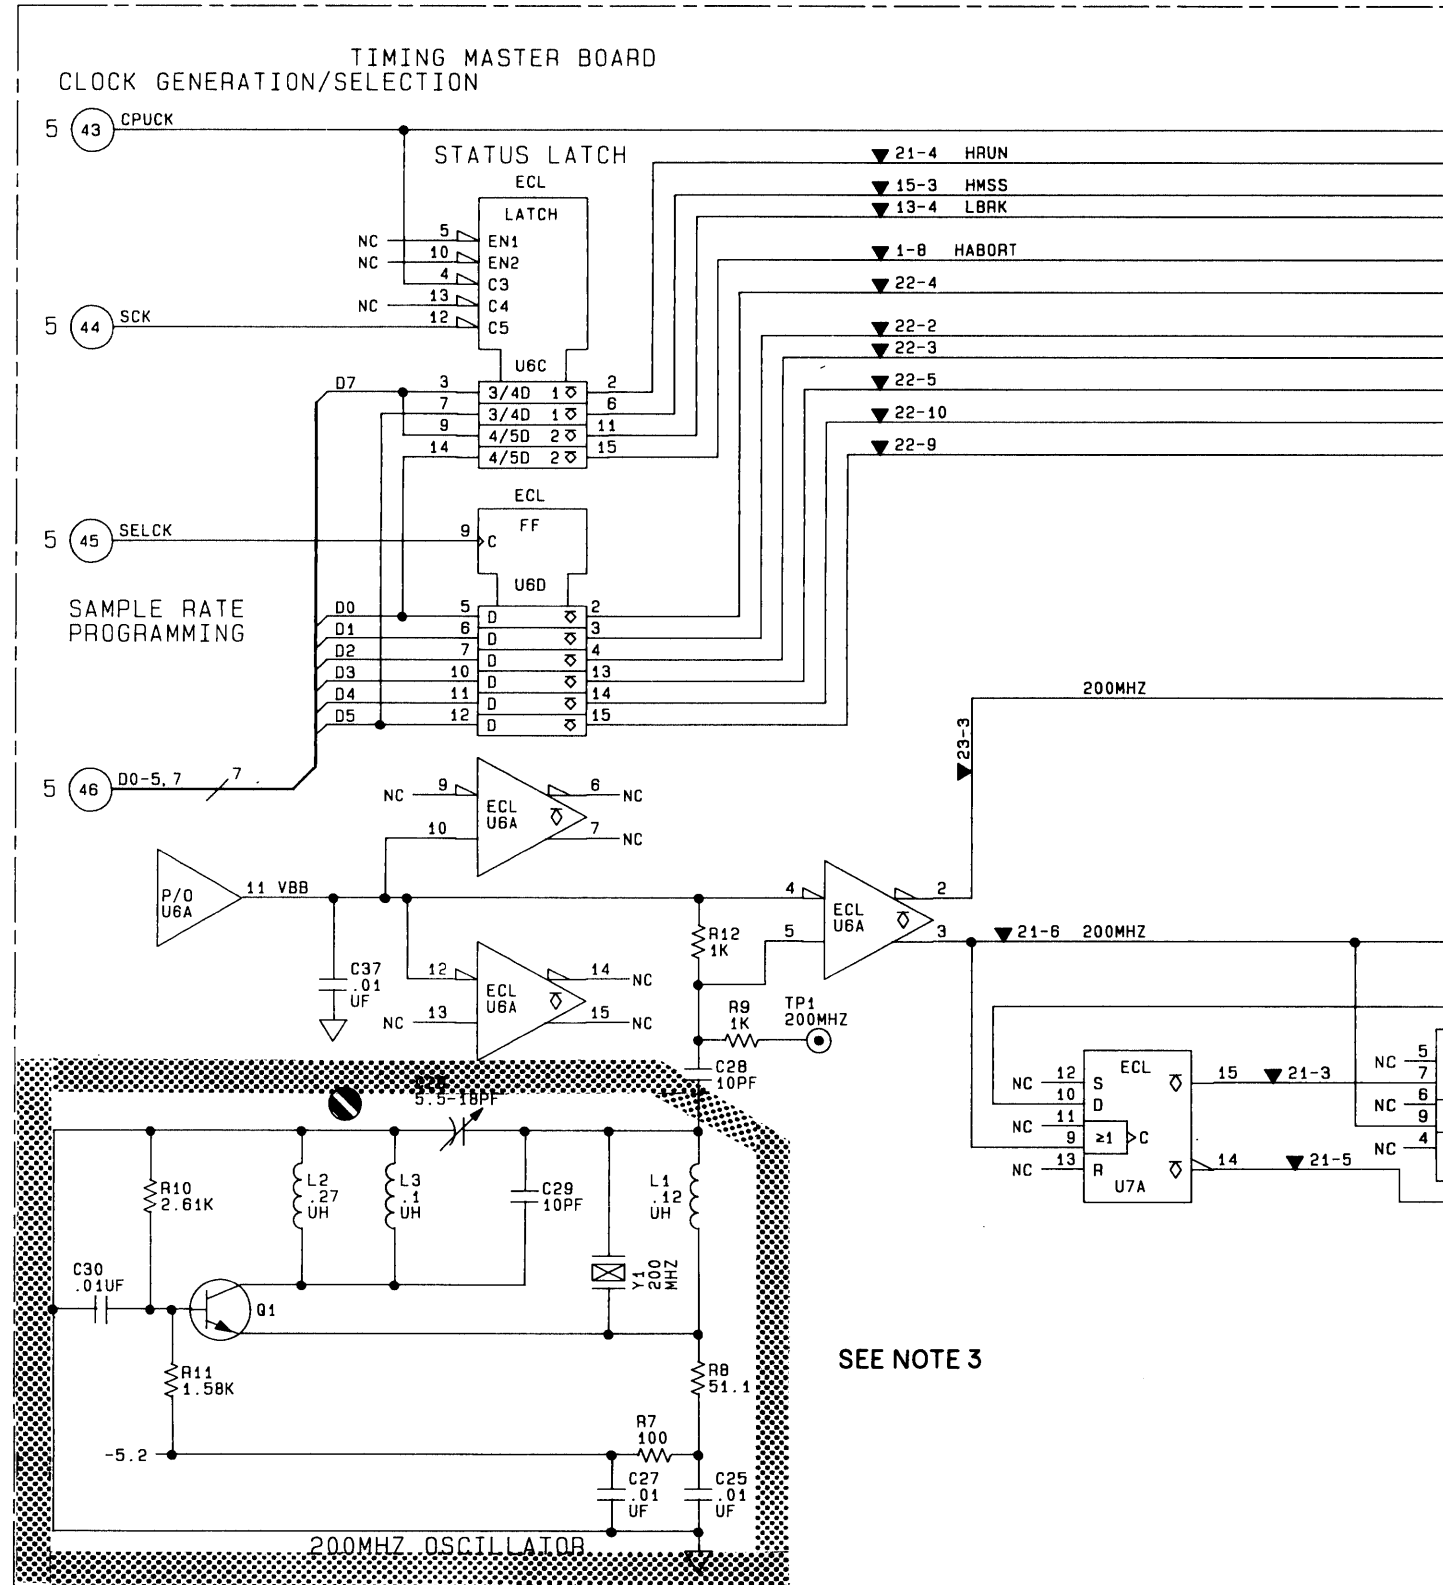 TIMING MASTER BOARD
CLOCK GENERATION/SELECTION
5 43 CPUCK
STATUS LATCH
21-4 HRUN
ECL
15-3 HMSS
LATCH
13-4 LBRK
NC 5 EN1
1-8 HABORT
NC 10 EN2
4 C3
22-4
NC 13 C4
5 44 SCK
12 C5
22-2
22-3
U6C
D7 3 3/4D 1 2
22-5
7 3/4D 1 6
22-10
9 4/5D 2 11
14 4/5D 2 15
22-9
ECL
FF
5 45 SELCK
9 C
U6D
SAMPLE RATE
PROGRAMMING
D0 5 D 2
D1 6 D 3
D2 7 D 4
D3 10 D 13
D4 11 D 14
D5 12 D 15
200MHZ
23-3
5 46 D0-5,7 7
NC 9 ECL U6A 6 NC
10 7 NC
P/O
U6A
11 VBB
4 ECL U6A 2
5 3
21-6 200MHZ
R12
1K
C37
.01
UF
12 ECL U6A 14 NC
NC 13 15 NC
R9
1K
TP1
200MHZ
C28
10PF
5.5-18PF
ECL
NC 12 S 15 21-3
10 D
NC 11
9 ≥1 C
NC 13 R 14 21-5
U7A
NC 5
7
NC 6
9
NC 4
R10
2.61K
L2
.27
UH
L3
.1
UH
C29
10PF
L1
.12
UH
Y1
200
MHZ
C30
.01UF
Q1
SEE NOTE 3
R11
1.58K
R8
51.1
R7
100
-5.2
C27
.01
UF
C25
.01
UF
200MHZ OSCILLATOR